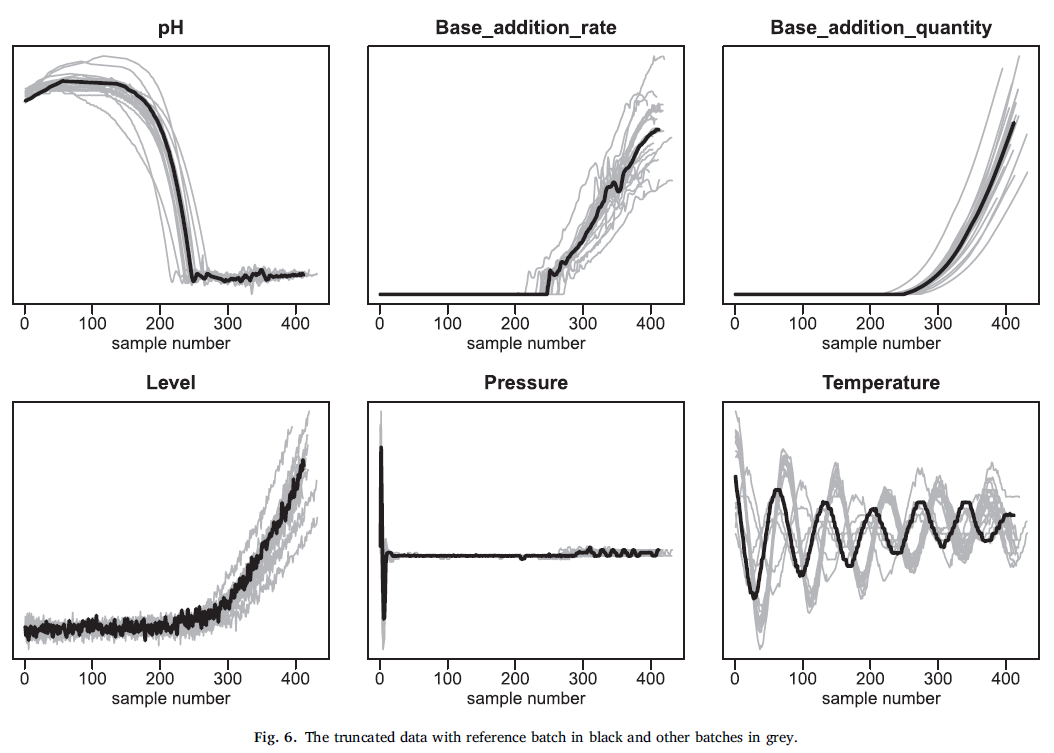 pH
Base_addition_rate
Base_addition_quantity
0 100 200 300 400
sample number
0 100 200 300 400
sample number
0 100 200 300 400
sample number
Level
Pressure
Temperature
0 100 200 300 400
sample number
0 100 200 300 400
sample number
0 100 200 300 400
sample number
Fig. 6. The truncated data with reference batch in black and other batches in grey.